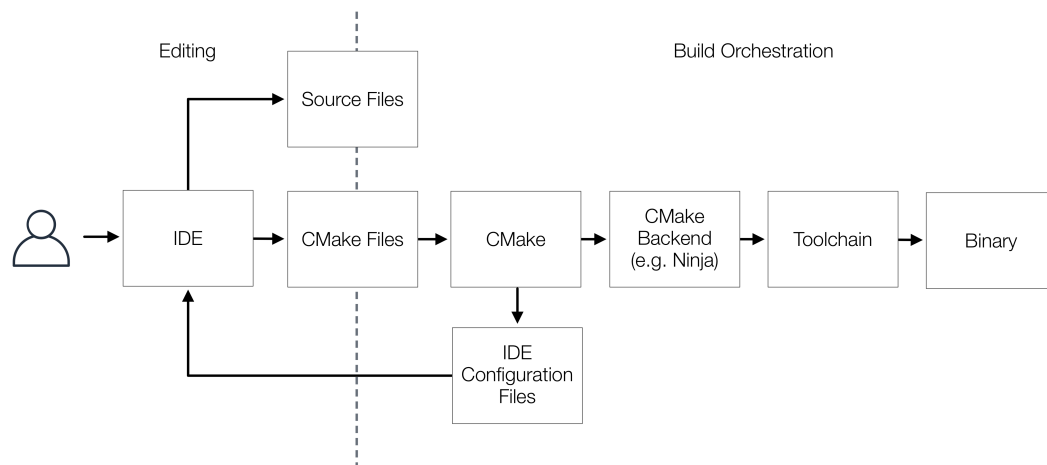 Editing
Build Orchestration
Source Files
IDE
CMake Files
CMake
CMake
Backend
(e.g. Ninja)
Toolchain
Binary
IDE
Configuration
Files